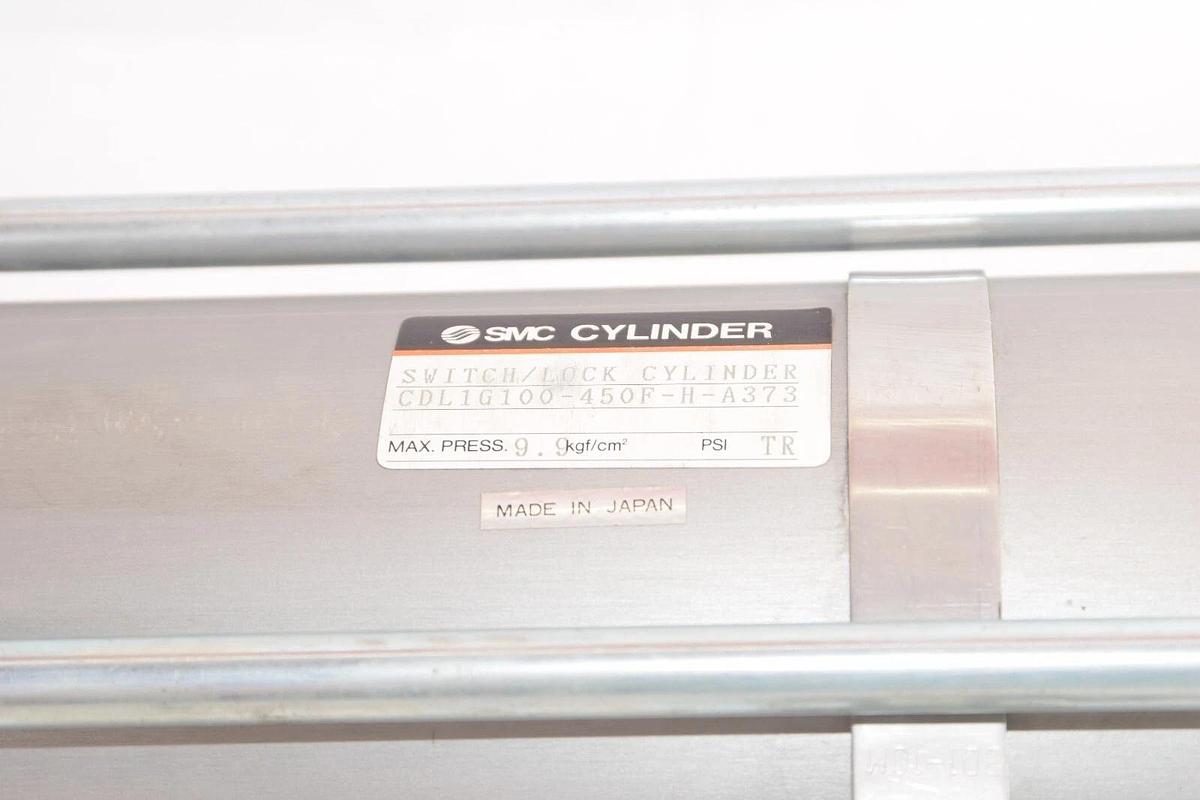 SMC CYLINDER
SWITCH/LOCK CYLINDER
CDL1G100-450F-H-A373
MAX. PRESS. 9.9 kgf/cm² PSI TR
MADE IN JAPAN